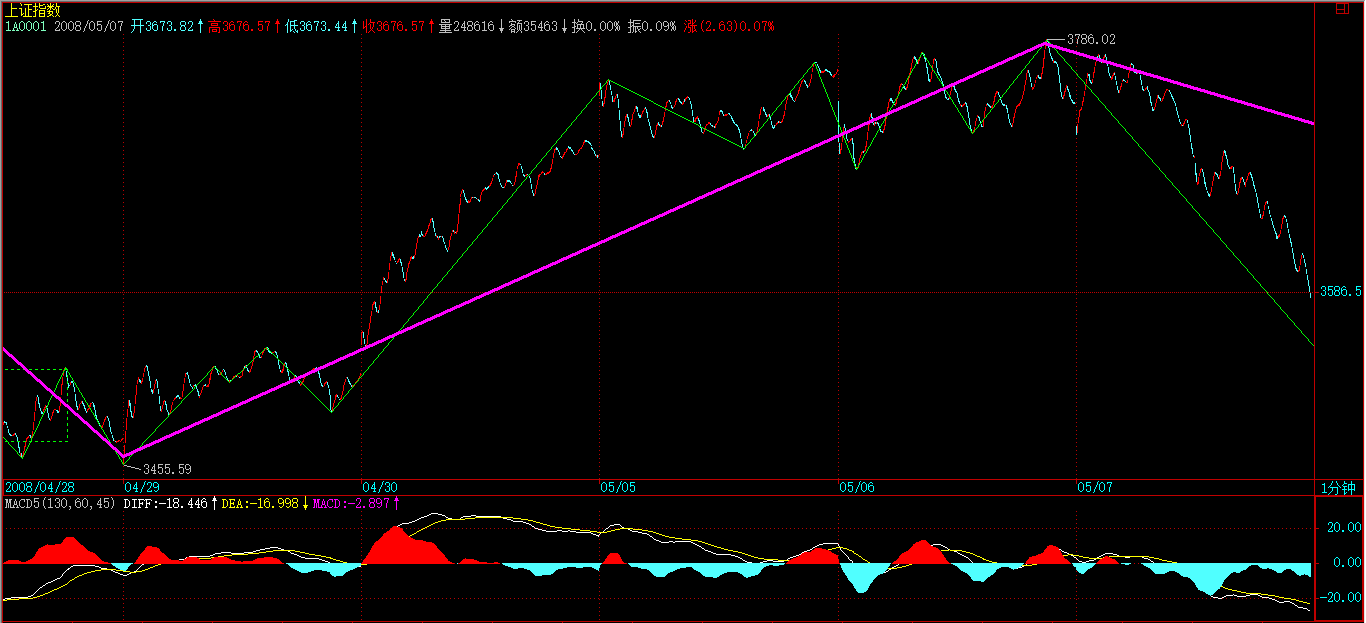 上证指数
1A0001 2008/05/07 开3673.82↑高3676.57↑低3673.44↑收3676.57↑量248616↓额35463↓换0.00% 振0.09% 涨(2.63)0.07%
日
3786.02
3586.5
3455.59
2008/04/28 04/29 04/30 05/05 05/06 05/07 1分钟
MACD5(130,60,45) DIFF:-18.446↑DEA:-16.998↓MACD:-2.897↑
20.00
0.00
-20.00